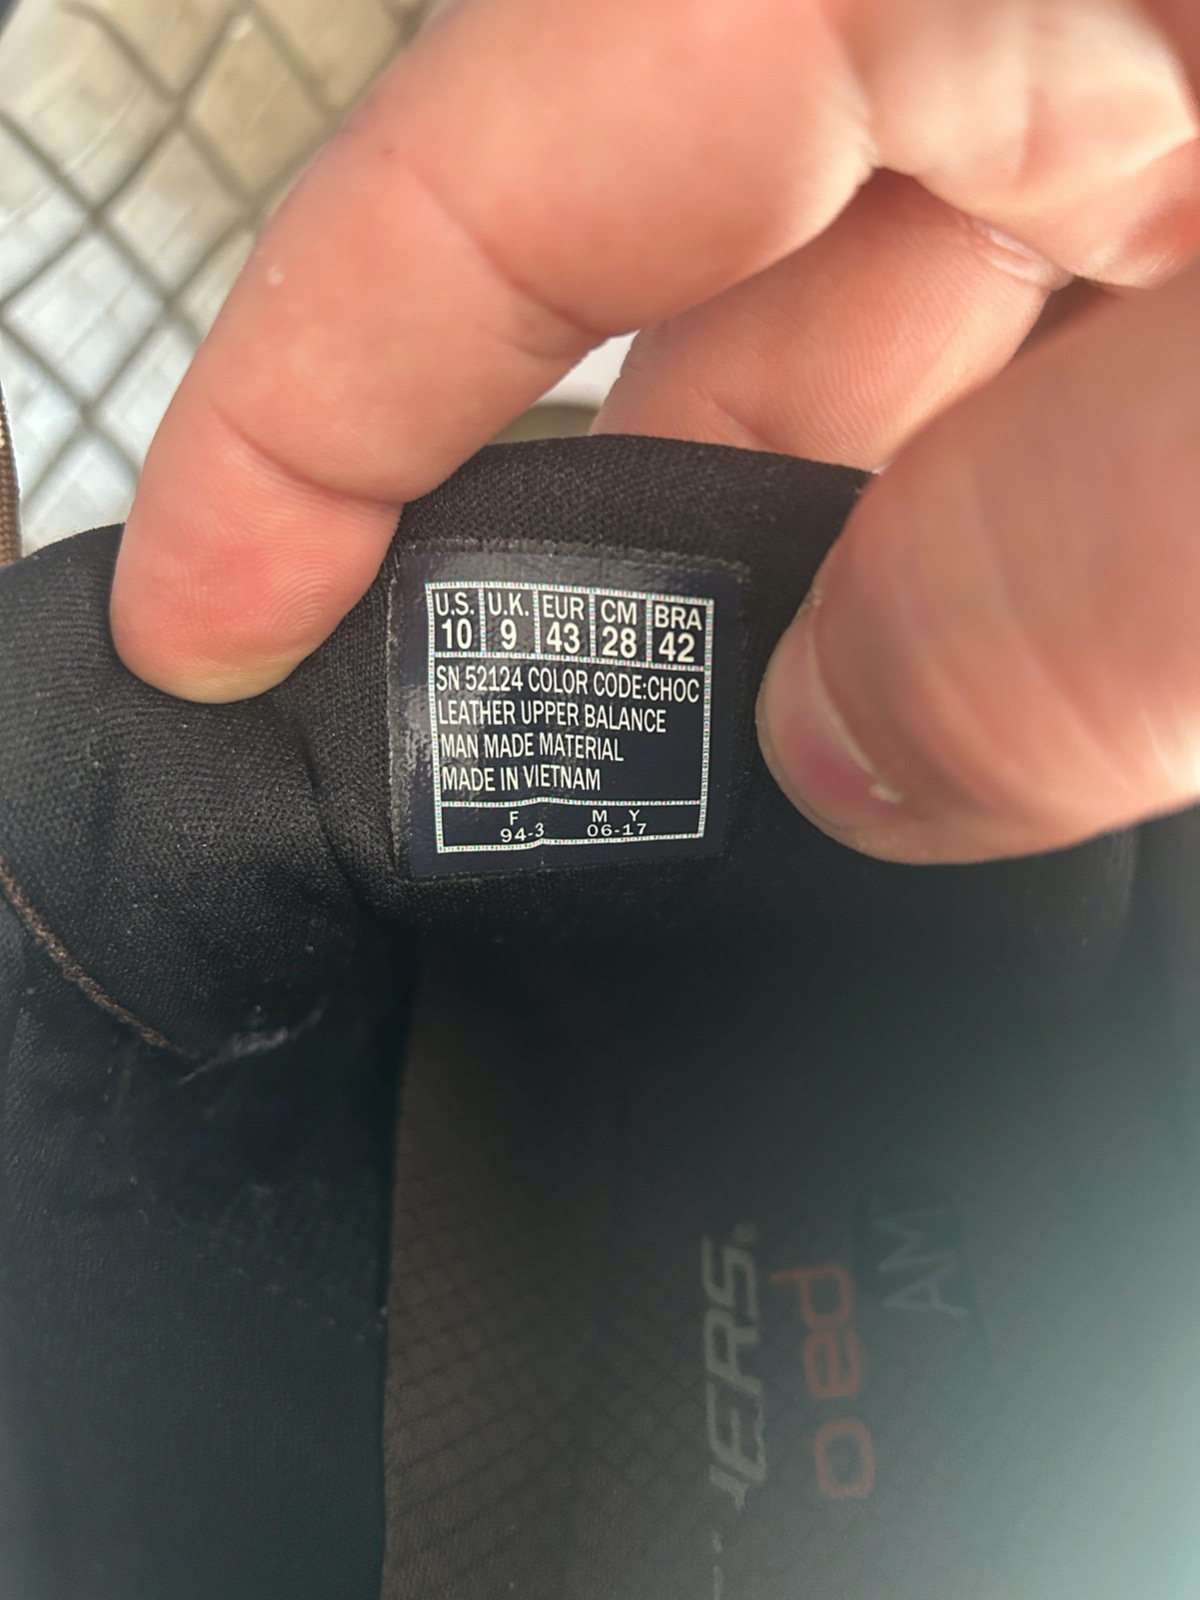 U.S. U.K. EUR CM BRA
10 9 43 28 42
SN 52124 COLOR CODE:CHOC
LEATHER UPPER BALANCE
MAN MADE MATERIAL
MADE IN VIETNAM
F M Y
94-3 06-17